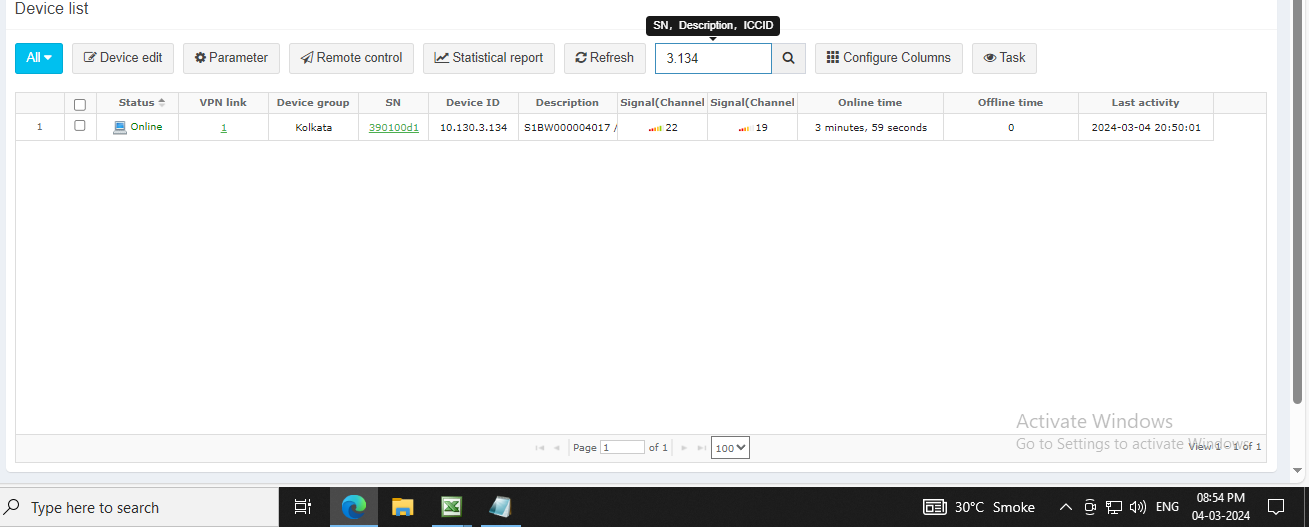 Device list
SN, Description, ICCID
All Device edit Parameter Remote control Statistical report Refresh 3.134 Configure Columns Task
Status VPN link Device group SN Device ID Description Signal(Channel Signal(Channel Online time Offline time Last activity
1 Online 1 Kolkata 390100d1 10.130.3.134 S1BW000004017 / 22 19 3 minutes, 59 seconds 0 2024-03-04 20:50:01
Activate Windows
Go to Settings to activate Windows.
Page 1 of 1 100 View 1 - 1 of 1
Type here to search 30°C Smoke ENG 08:54 PM
04-03-2024